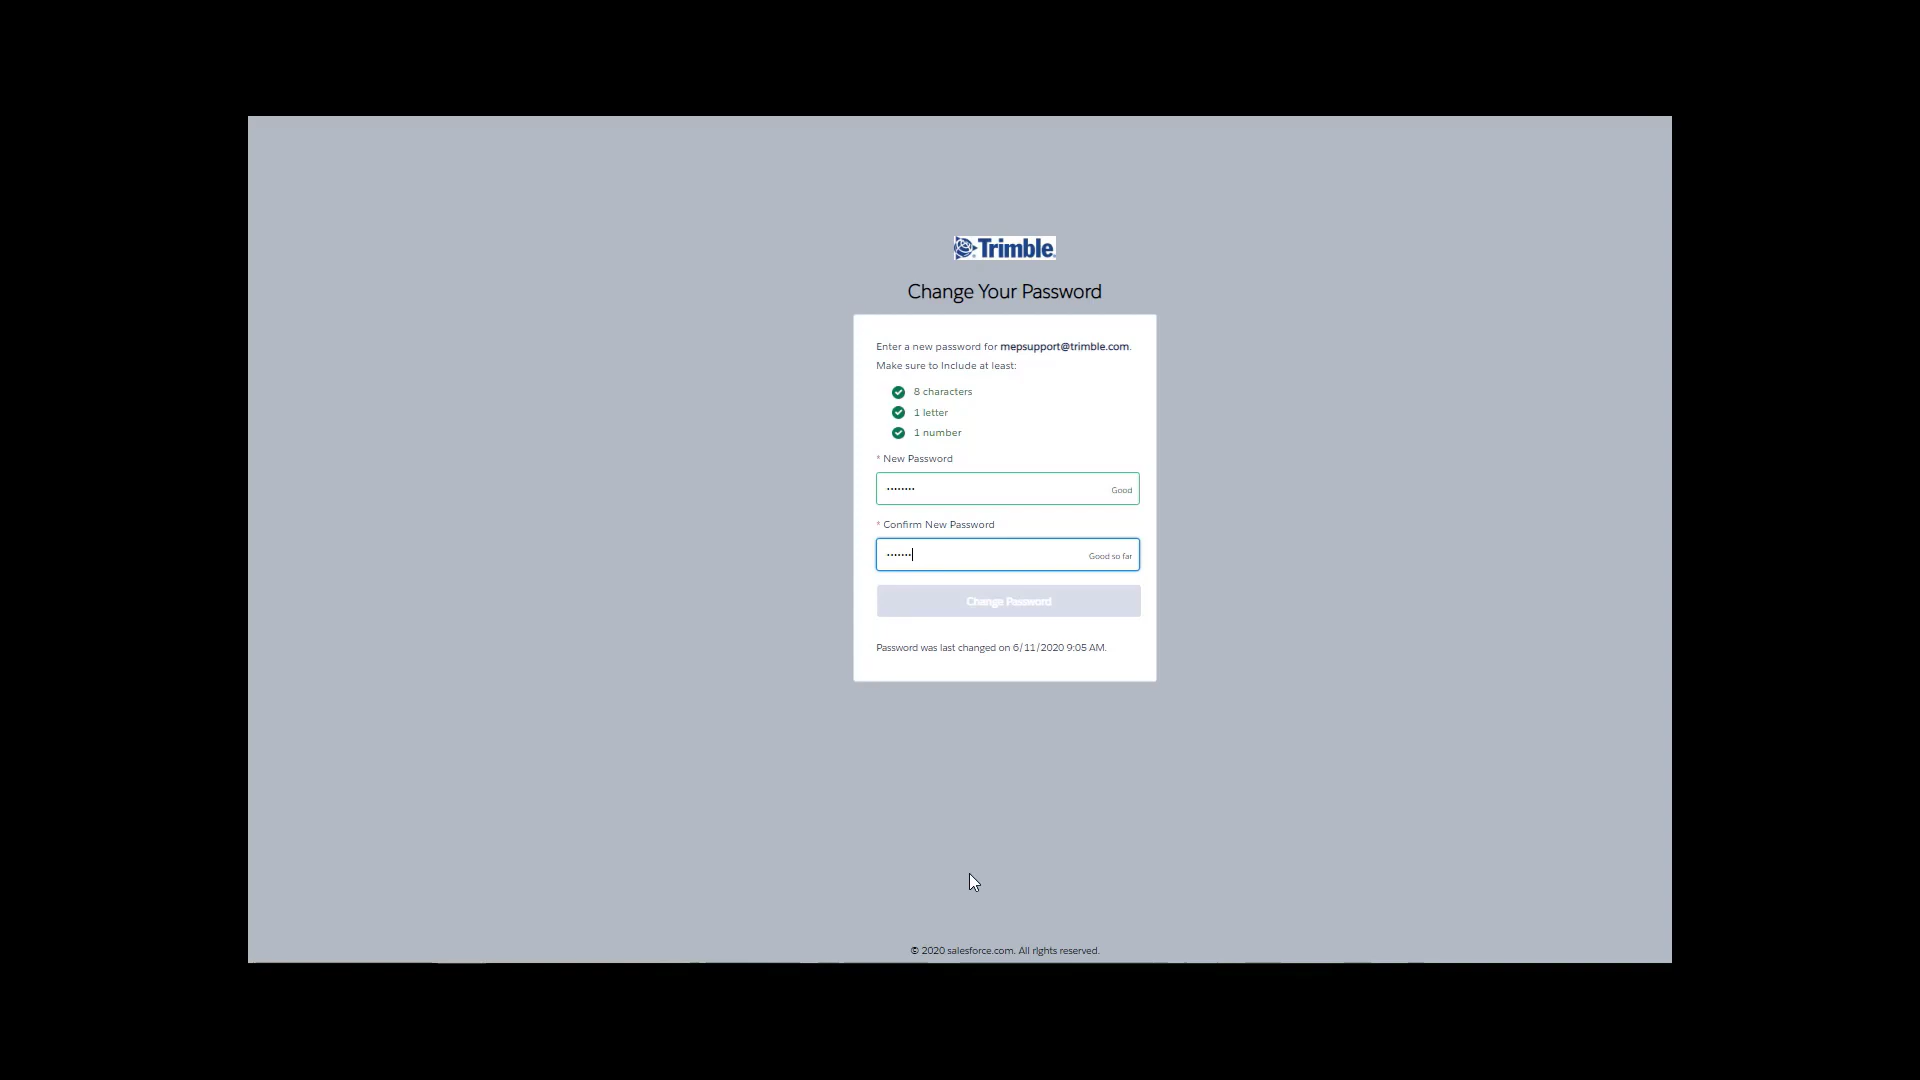 Trimble
Change Your Password
Enter a new password for mepsupport@trimble.com.
Make sure to include at least:
8 characters
1 letter
1 number
* New Password
•••••••• Good
* Confirm New Password
••••••• Good so far
Change Password
Password was last changed on 6/11/2020 9:05 AM.
© 2020 salesforce.com. All rights reserved.